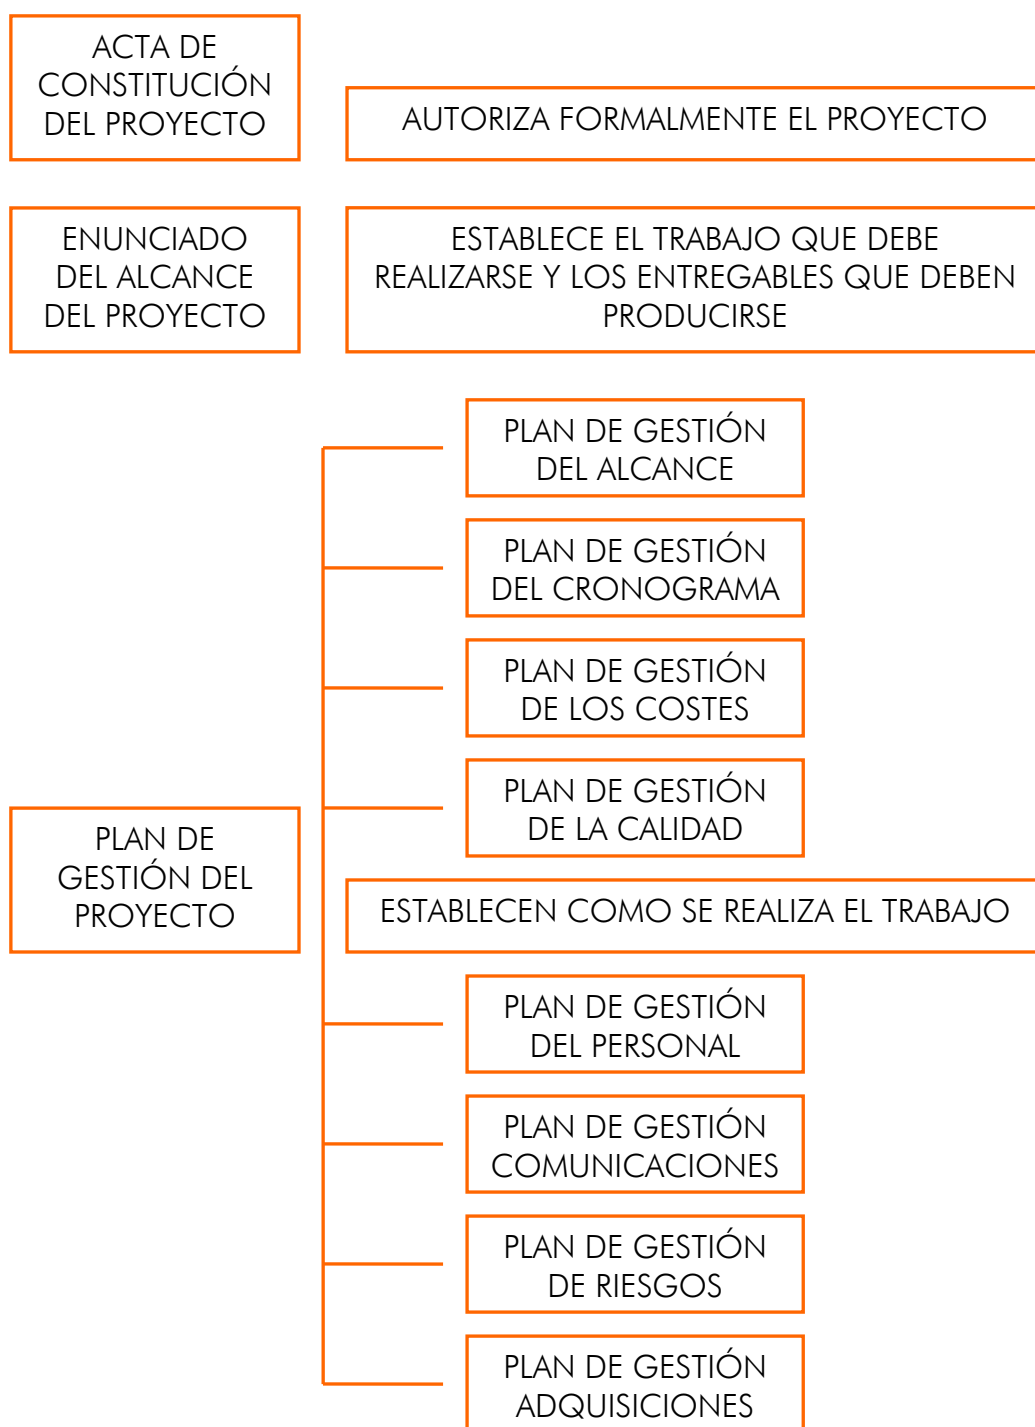 ACTA DE
CONSTITUCIÓN
DEL PROYECTO
AUTORIZA FORMALMENTE EL PROYECTO
ENUNCIADO
DEL ALCANCE
DEL PROYECTO
ESTABLECE EL TRABAJO QUE DEBE
REALIZARSE Y LOS ENTREGABLES QUE DEBEN
PRODUCIRSE
PLAN DE GESTIÓN
DEL ALCANCE
PLAN DE GESTIÓN
DEL CRONOGRAMA
PLAN DE GESTIÓN
DE LOS COSTES
PLAN DE GESTIÓN
DE LA CALIDAD
PLAN DE
GESTIÓN DEL
PROYECTO
ESTABLECEN COMO SE REALIZA EL TRABAJO
PLAN DE GESTIÓN
DEL PERSONAL
PLAN DE GESTIÓN
COMUNICACIONES
PLAN DE GESTIÓN
DE RIESGOS
PLAN DE GESTIÓN
ADQUISICIONES